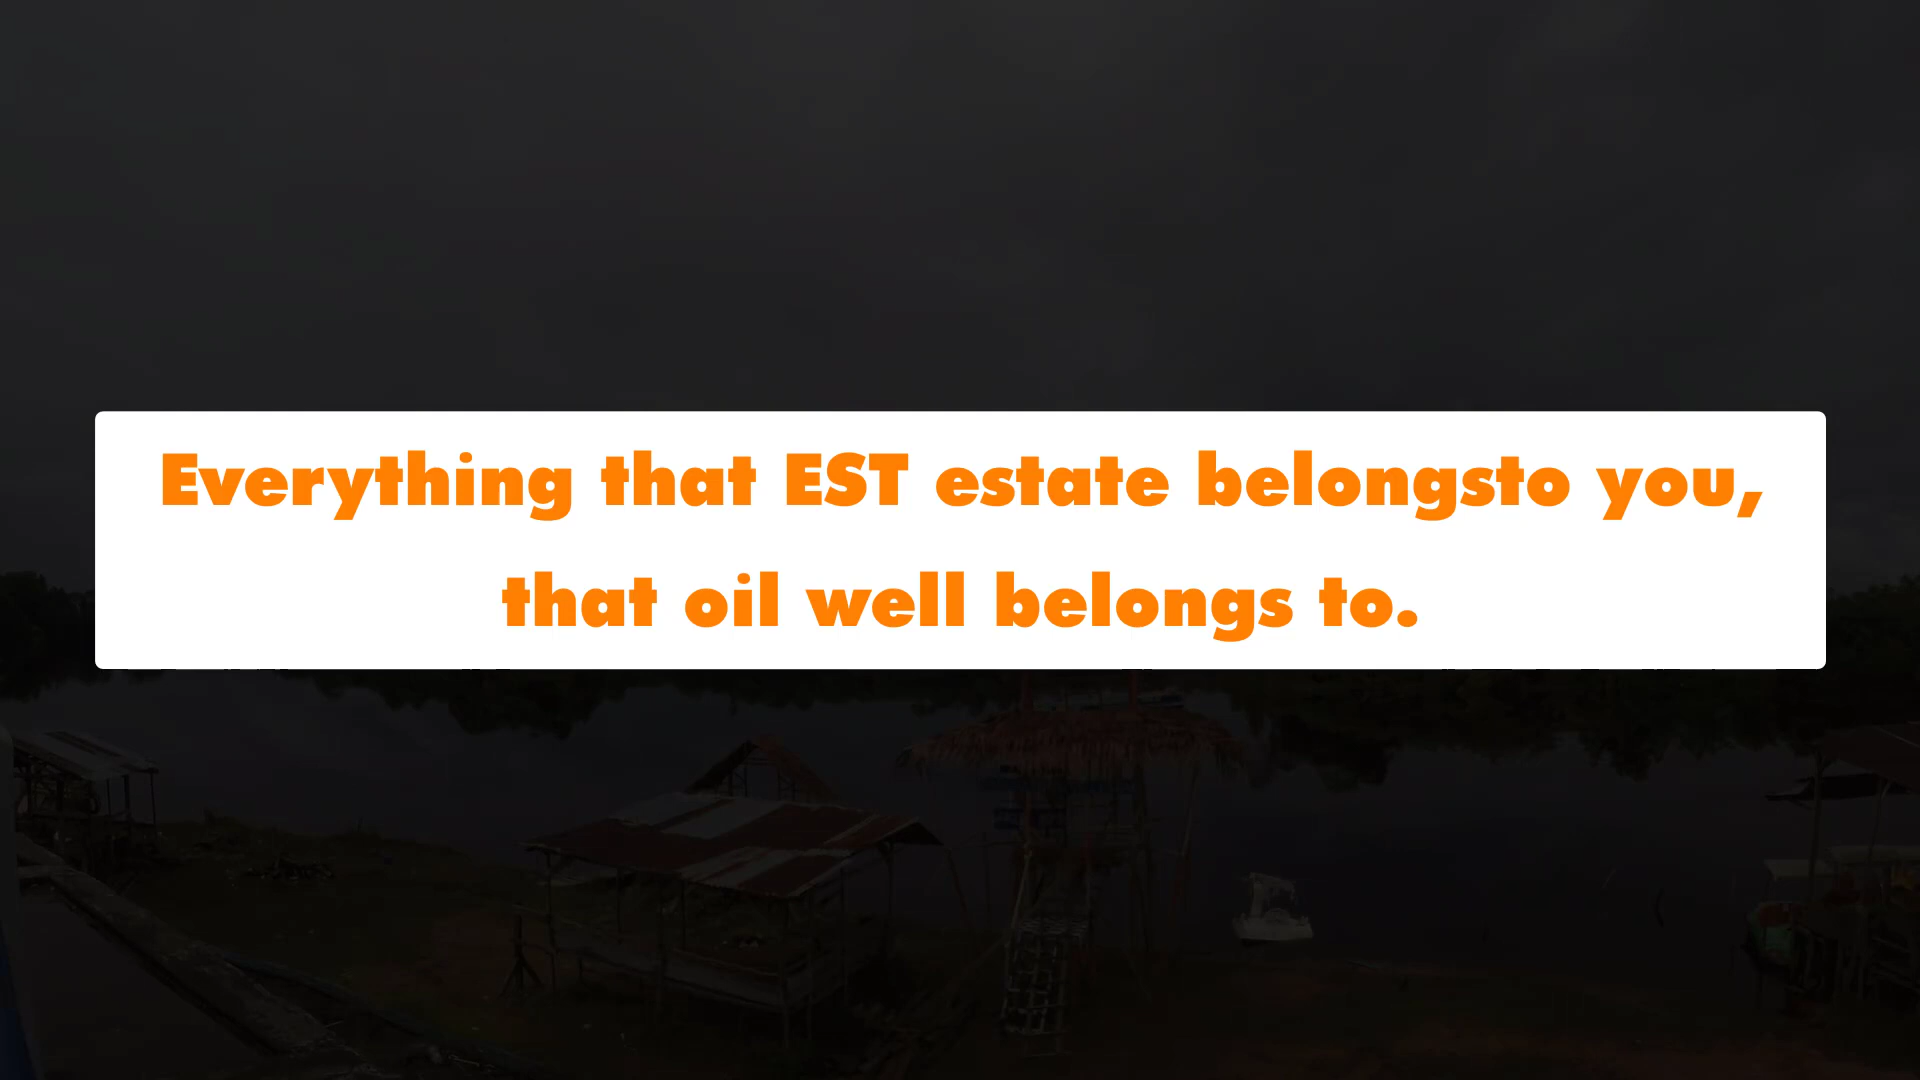 Everything that EST estate belongsto you,
that oil well belongs to.